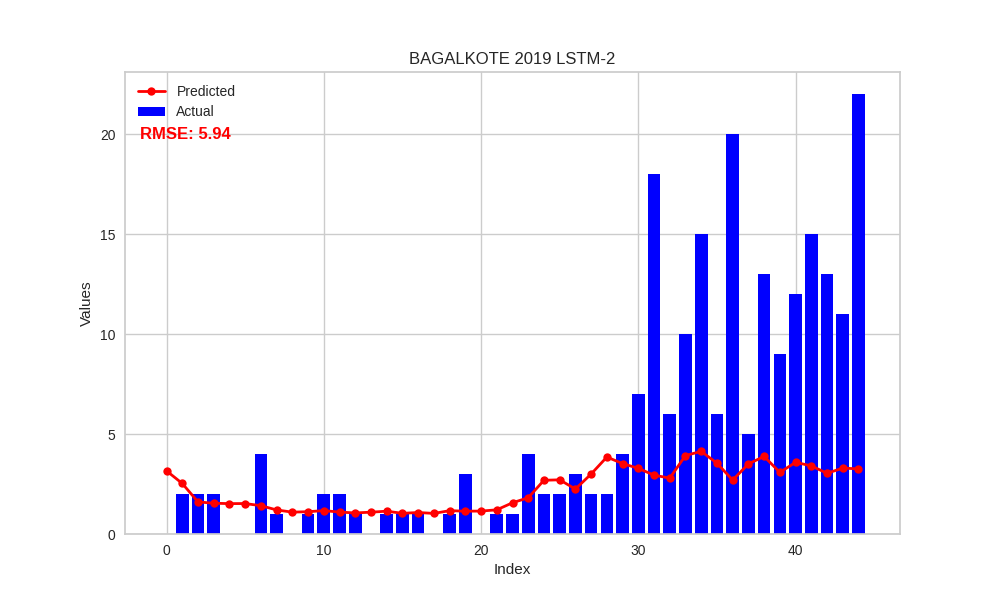 BAGALKOTE 2019 LSTM-2
Predicted
Actual
RMSE: 5.94
Values
20
15
10
5
0
0 10 20 30 40
Index